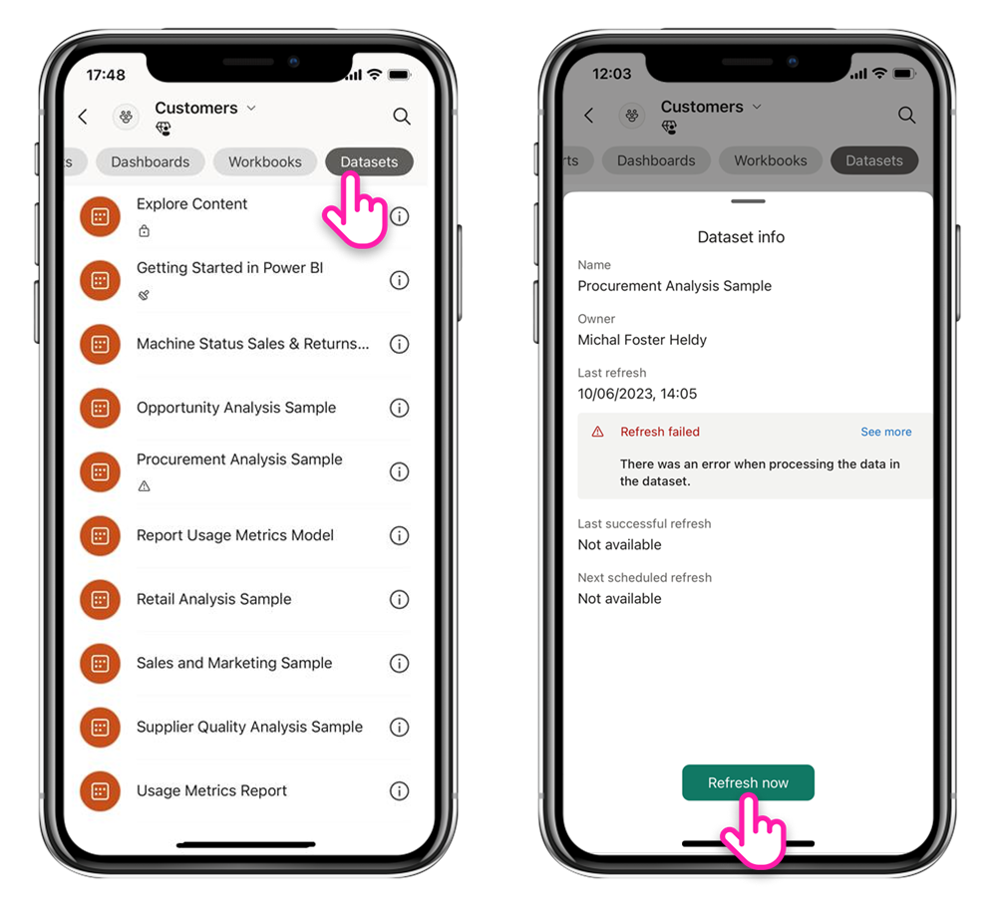 17:48
Customers
s
Dashboards
Workbooks
Datasets
Explore Content
Getting Started in Power BI
Machine Status Sales & Returns...
Opportunity Analysis Sample
Procurement Analysis Sample
Report Usage Metrics Model
Retail Analysis Sample
Sales and Marketing Sample
Supplier Quality Analysis Sample
Usage Metrics Report
12:03
Customers
rts
Dashboards
Workbooks
Datasets
Dataset info
Name
Procurement Analysis Sample
Owner
Michal Foster Heldy
Last refresh
10/06/2023, 14:05
Refresh failed
See more
There was an error when processing the data in
the dataset.
Last successful refresh
Not available
Next scheduled refresh
Not available
Refresh now